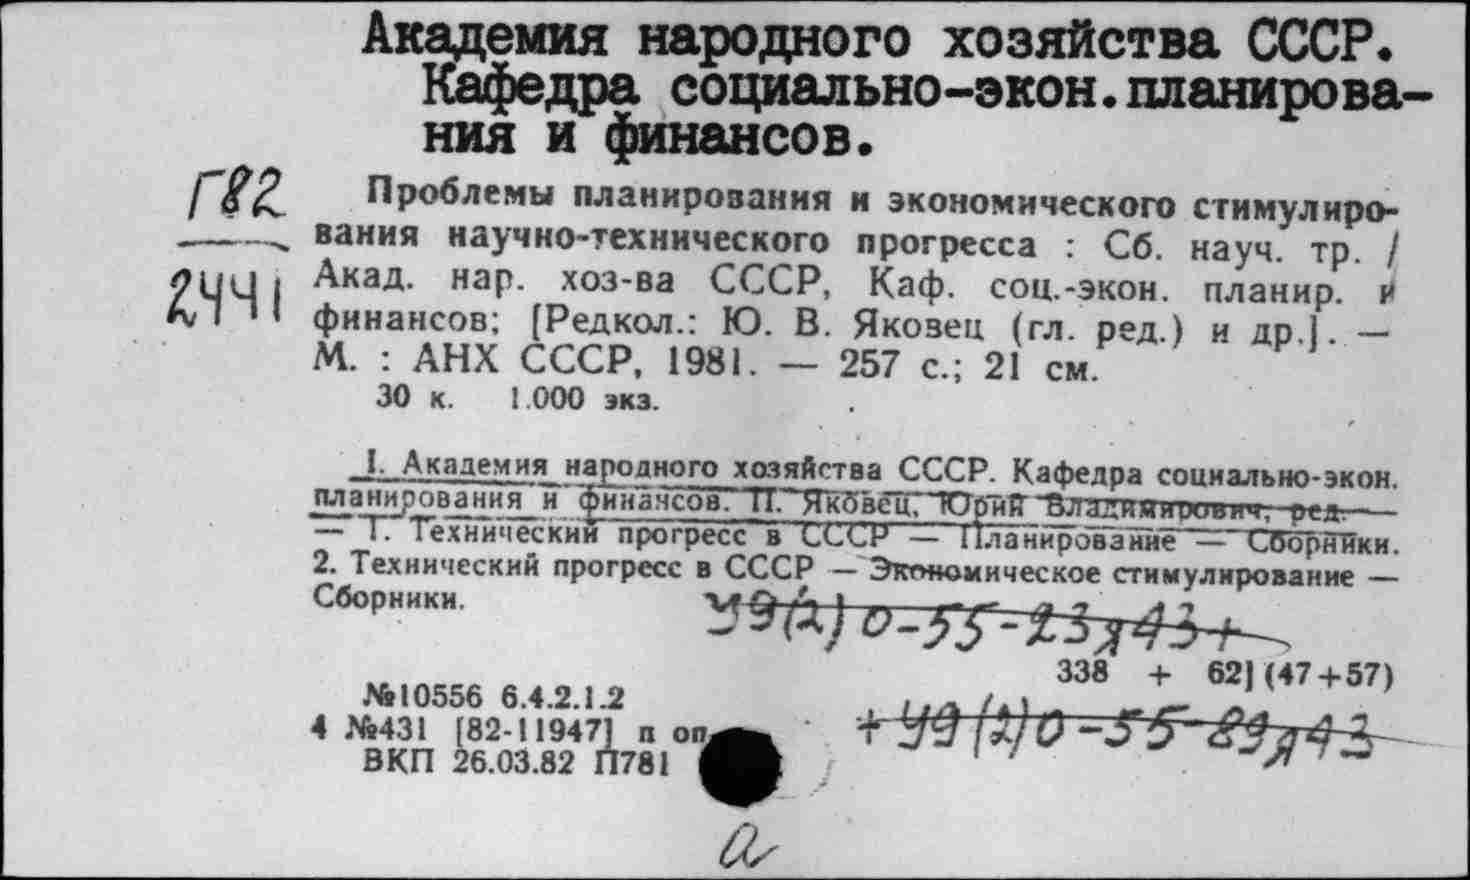 Академия народного хозяйства СССР.
Кафедра социально-экон.планирова-
ния и финансов.
Г82
2441
Проблемы планирования и экономического стимулиро-
вания научно-технического прогресса : Сб. науч. тр. /
Акад. нар. хоз-ва СССР, Каф. соц.-экон. планир. и
финансов; [Редкол.: Ю. В. Яковец (гл. ред.) и др.]. —
М. : АНХ СССР, 1981. — 257 с.; 21 см.
30 к. 1.000 экз.
I. Академия народного хозяйства СССР. Кафедра социально-экон.
планирования и финансов. II. Яковец, Юрий Владимирович, ред.
— 1. Технический прогресс в СССР — Планирование — Сборники.
2. Технический прогресс в СССР — Экономическое стимулирование —
Сборники.
У9(2)0-55-23я43+
338 + 62](47+57)
№10556 6.4.2.1.2
4 №431 [82-11947] п оп
+У9(2)0-55-89я43
ВКП 26.03.82 П781